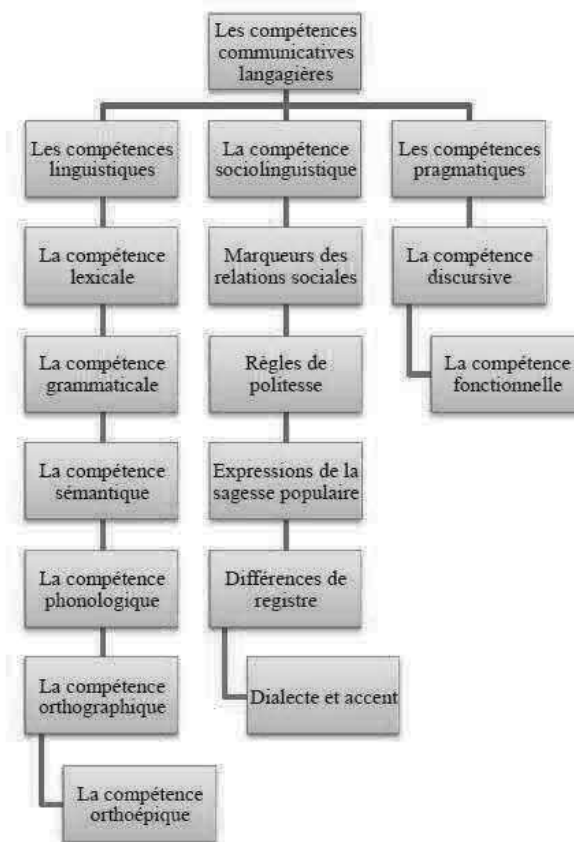 Les compétences
communicatives
langagières
Les compétences
linguistiques
La compétence
lexicale
La compétence
grammaticale
La compétence
sémantique
La compétence
phonologique
La compétence
orthographique
La compétence
orthoépique
La compétence
sociolinguistique
Marqueurs des
relations sociales
Règles de
politesse
Expressions de la
sagesse populaire
Différences de
registre
Dialecte et accent
Les compétences
pragmatiques
La compétence
discursive
La compétence
fonctionnelle